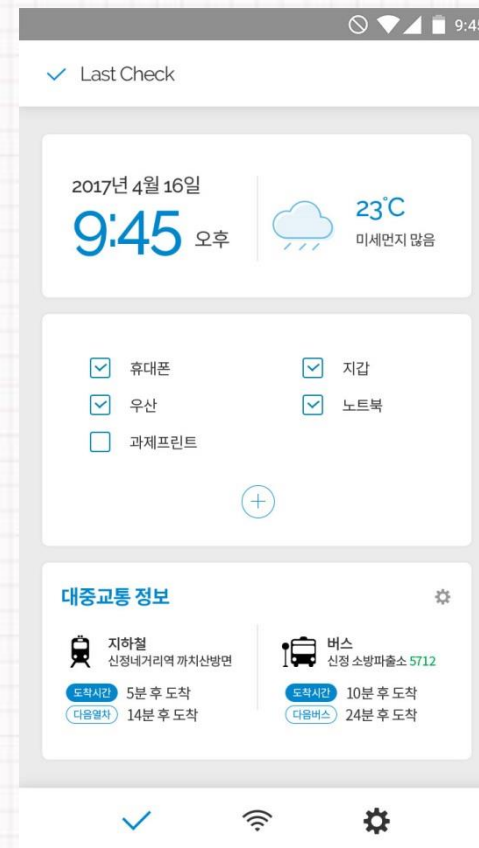 9:45
Last Check
2017년 4월 16일
9:45 오후
23°C
미세먼지 많음
휴대폰
지갑
우산
노트북
과제프린트
대중교통 정보
지하철
신정네거리역 까치산방면
도착시간 5분 후 도착
다음열차 14분 후 도착
버스
신정 소방파출소 5712
도착시간 10분 후 도착
다음버스 24분 후 도착